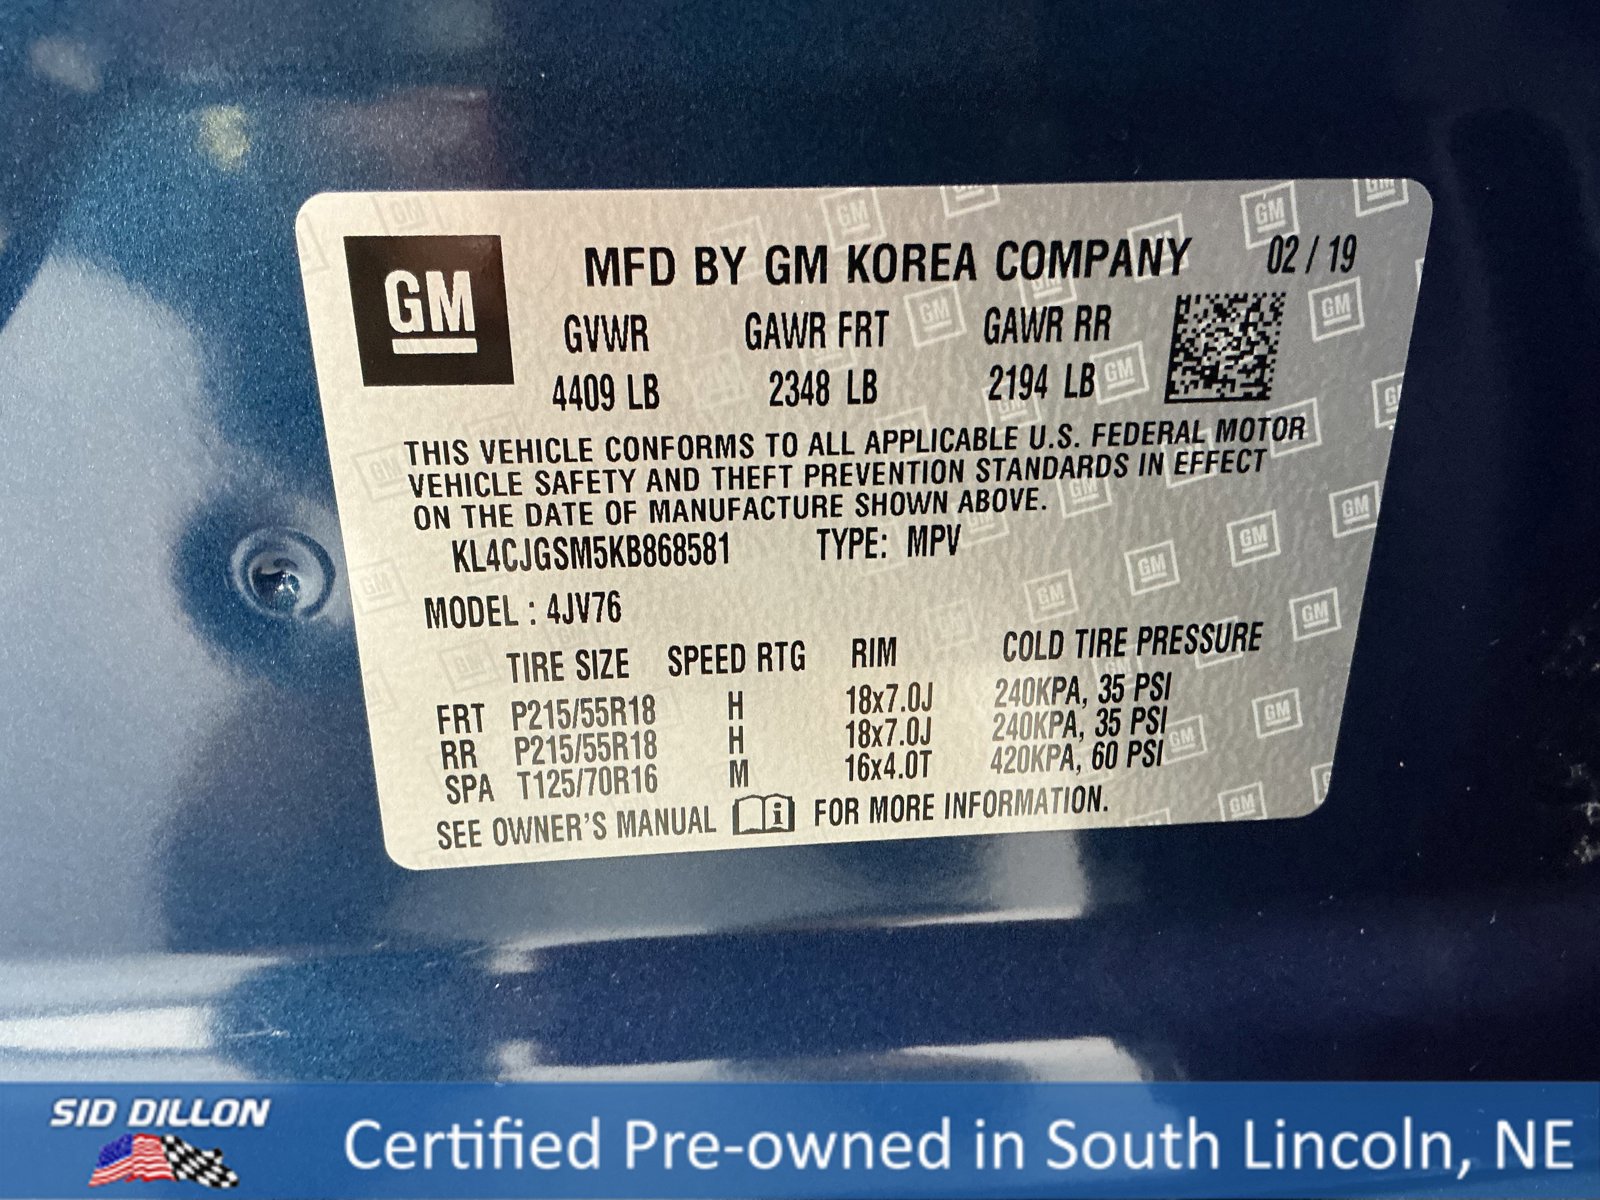 GM
MFD BY GM KOREA COMPANY 02 / 19
GVWR GAWR FRT GAWR RR
4409 LB 2348 LB 2194 LB
THIS VEHICLE CONFORMS TO ALL APPLICABLE U.S. FEDERAL MOTOR
VEHICLE SAFETY AND THEFT PREVENTION STANDARDS IN EFFECT
ON THE DATE OF MANUFACTURE SHOWN ABOVE.
KL4CJGSM5KB868581 TYPE: MPV
MODEL : 4JV76
TIRE SIZE SPEED RTG RIM COLD TIRE PRESSURE
FRT P215/55R18 H 18x7.0J 240KPA, 35 PSI
RR P215/55R18 H 18x7.0J 240KPA, 35 PSI
SPA T125/70R16 M 16x4.0T 420KPA, 60 PSI
SEE OWNER'S MANUAL i FOR MORE INFORMATION.
SID DILLON
Certified Pre-owned in South Lincoln, NE